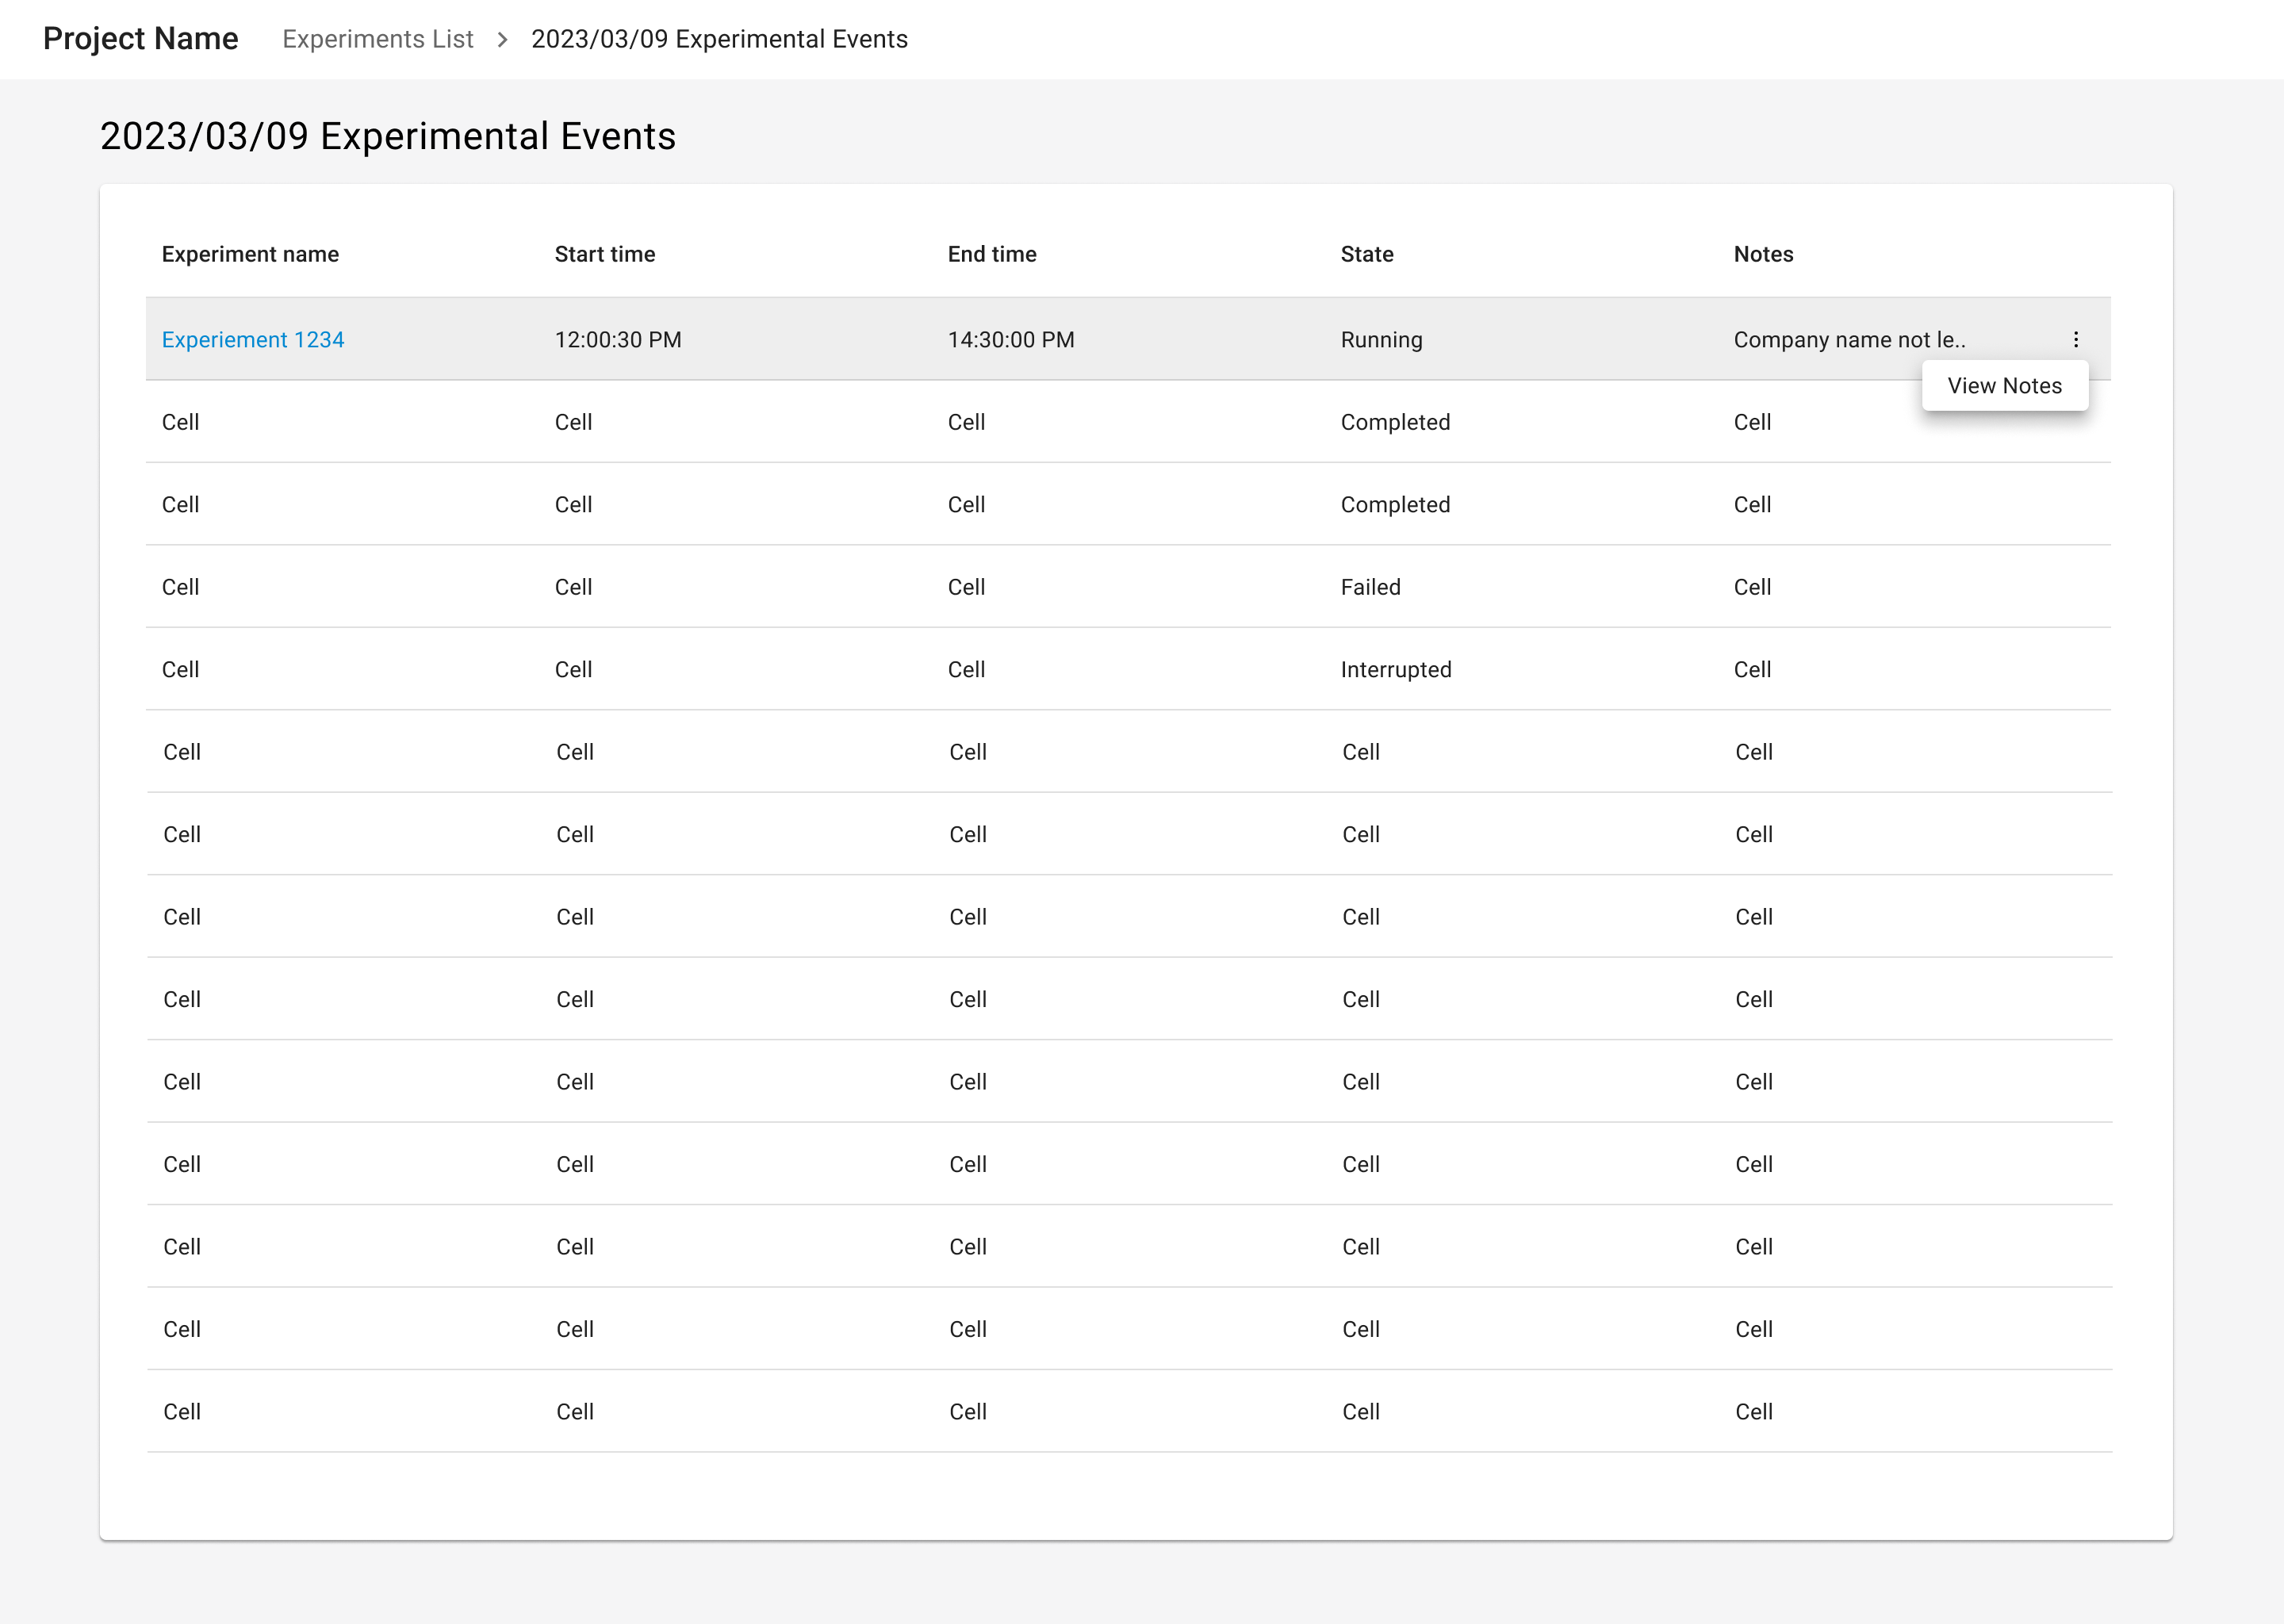 Project Name Experiments List > 2023/03/09 Experimental Events
2023/03/09 Experimental Events
Experiment name Start time End time State Notes
Experiement 1234 12:00:30 PM 14:30:00 PM Running Company name not le..
View Notes
Cell Cell Cell Completed Cell
Cell Cell Cell Completed Cell
Cell Cell Cell Failed Cell
Cell Cell Cell Interrupted Cell
Cell Cell Cell Cell Cell
Cell Cell Cell Cell Cell
Cell Cell Cell Cell Cell
Cell Cell Cell Cell Cell
Cell Cell Cell Cell Cell
Cell Cell Cell Cell Cell
Cell Cell Cell Cell Cell
Cell Cell Cell Cell Cell
Cell Cell Cell Cell Cell